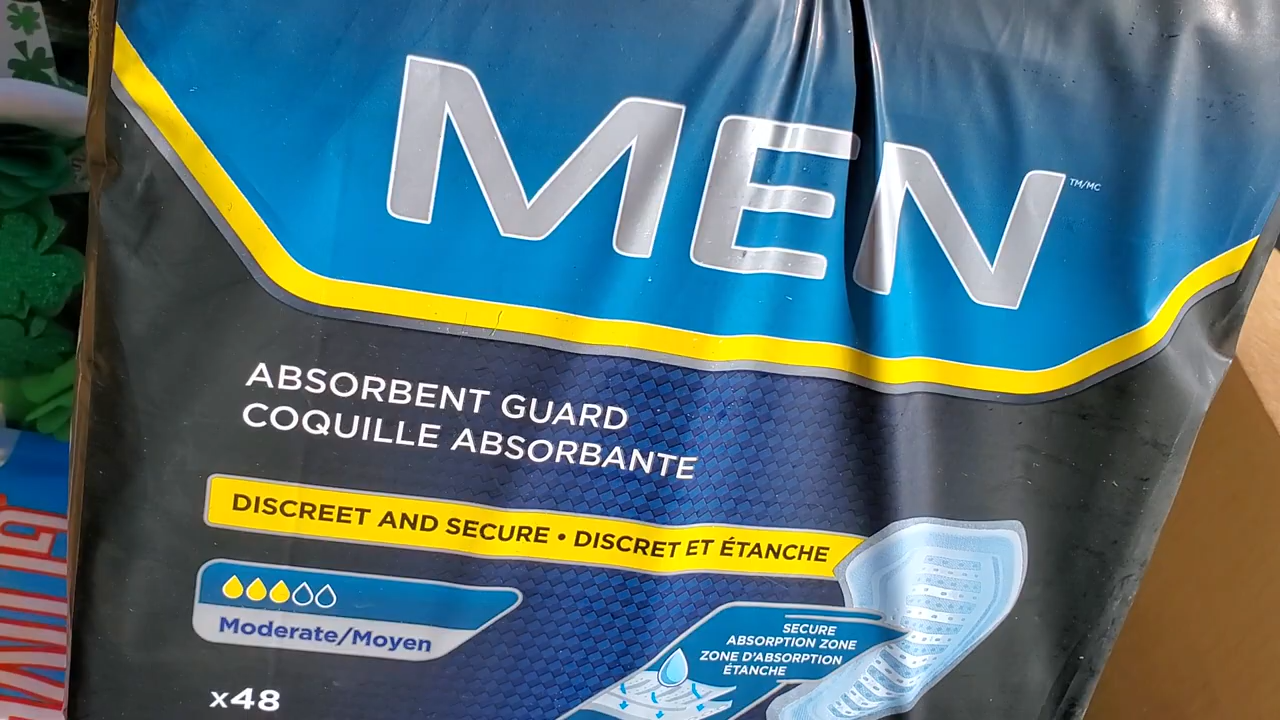 MEN
TM/MC
ABSORBENT GUARD
COQUILLE ABSORBANTE
DISCREET AND SECURE • DISCRET ET ÉTANCHE
Moderate/Moyen
SECURE
ABSORPTION ZONE
ZONE D'ABSORPTION
ÉTANCHE
x48